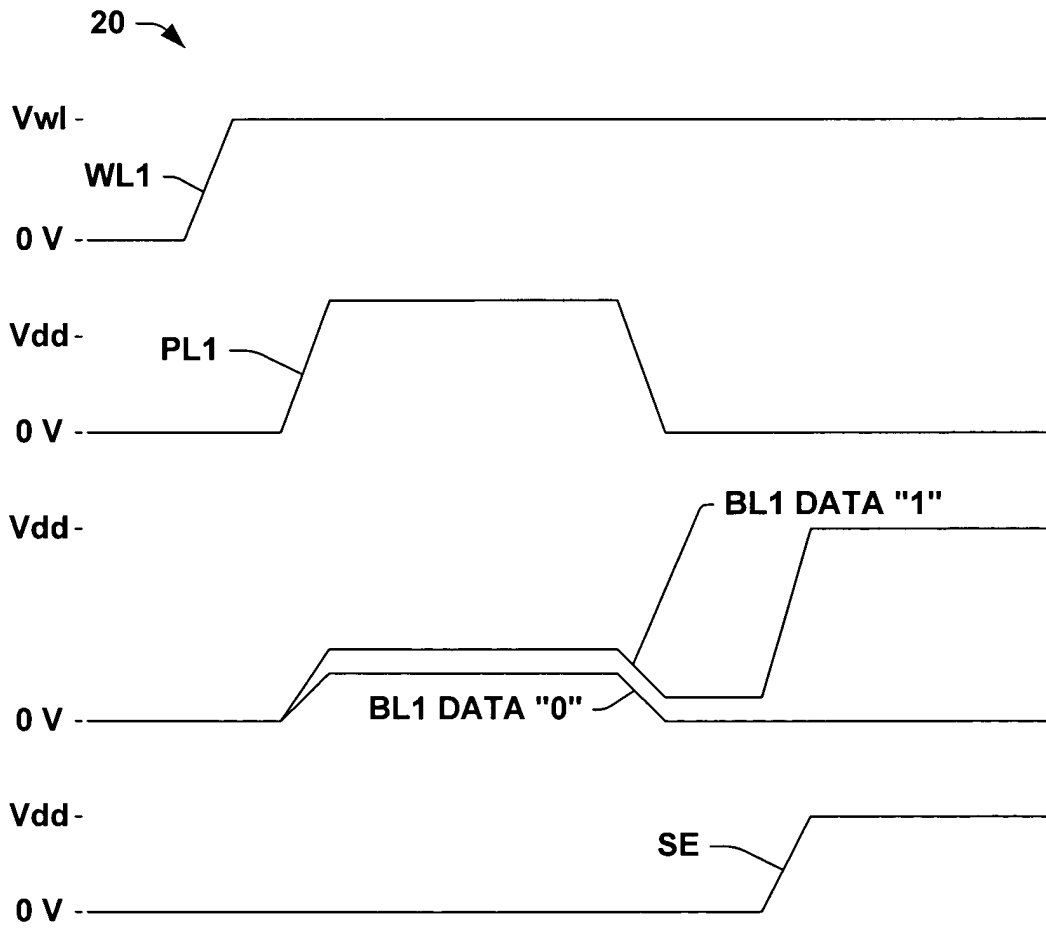 20
Vwl
WL1
0 V
Vdd
PL1
0 V
BL1 DATA "1"
Vdd
BL1 DATA "0"
0 V
Vdd
SE
0 V